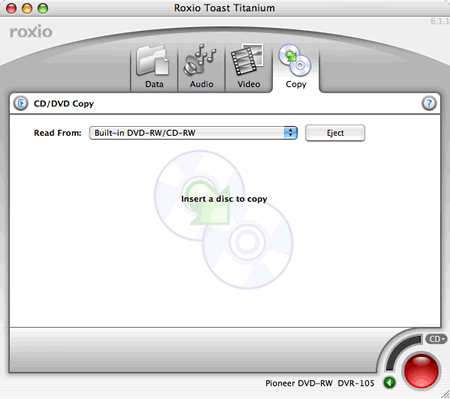 Roxio Toast Titanium
roxio
6.1.1
Data
Audio
Video
Copy
CD/DVD Copy
?
Read From:
Built-in DVD-RW/CD-RW
Eject
Insert a disc to copy
CD
Pioneer DVD-RW DVR-105